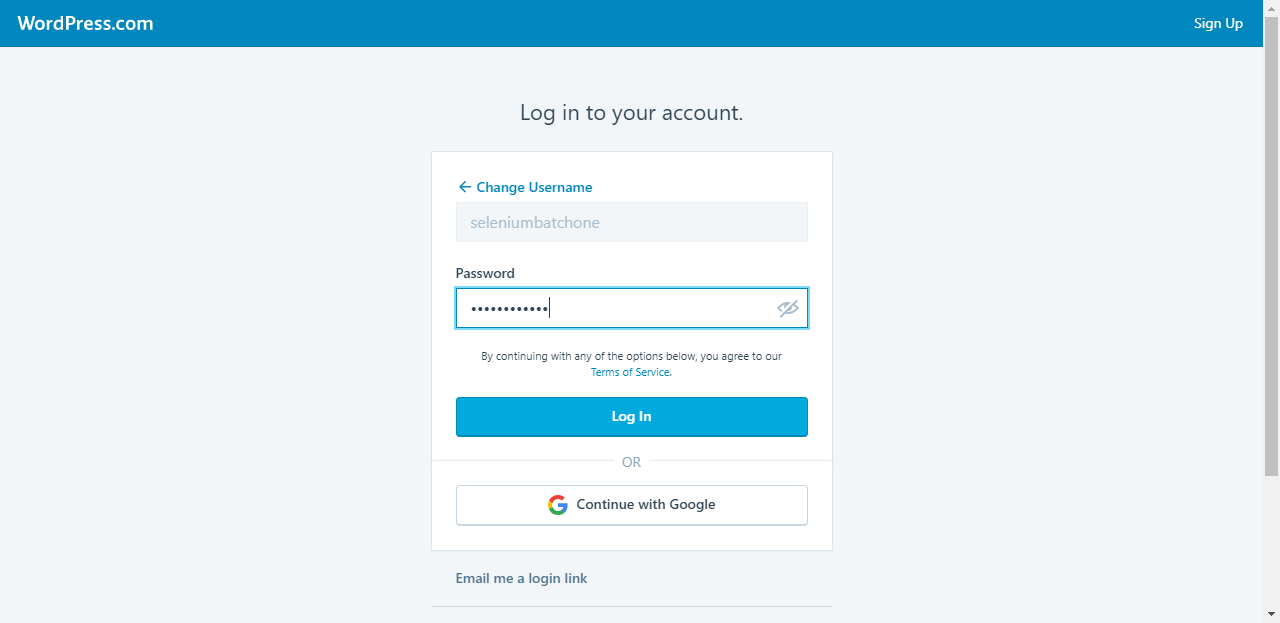 WordPress.com
Sign Up
Log in to your account.
← Change Username
seleniumbatchone
Password
••••••••••••
By continuing with any of the options below, you agree to our
Terms of Service.
Log In
OR
Continue with Google
Email me a login link